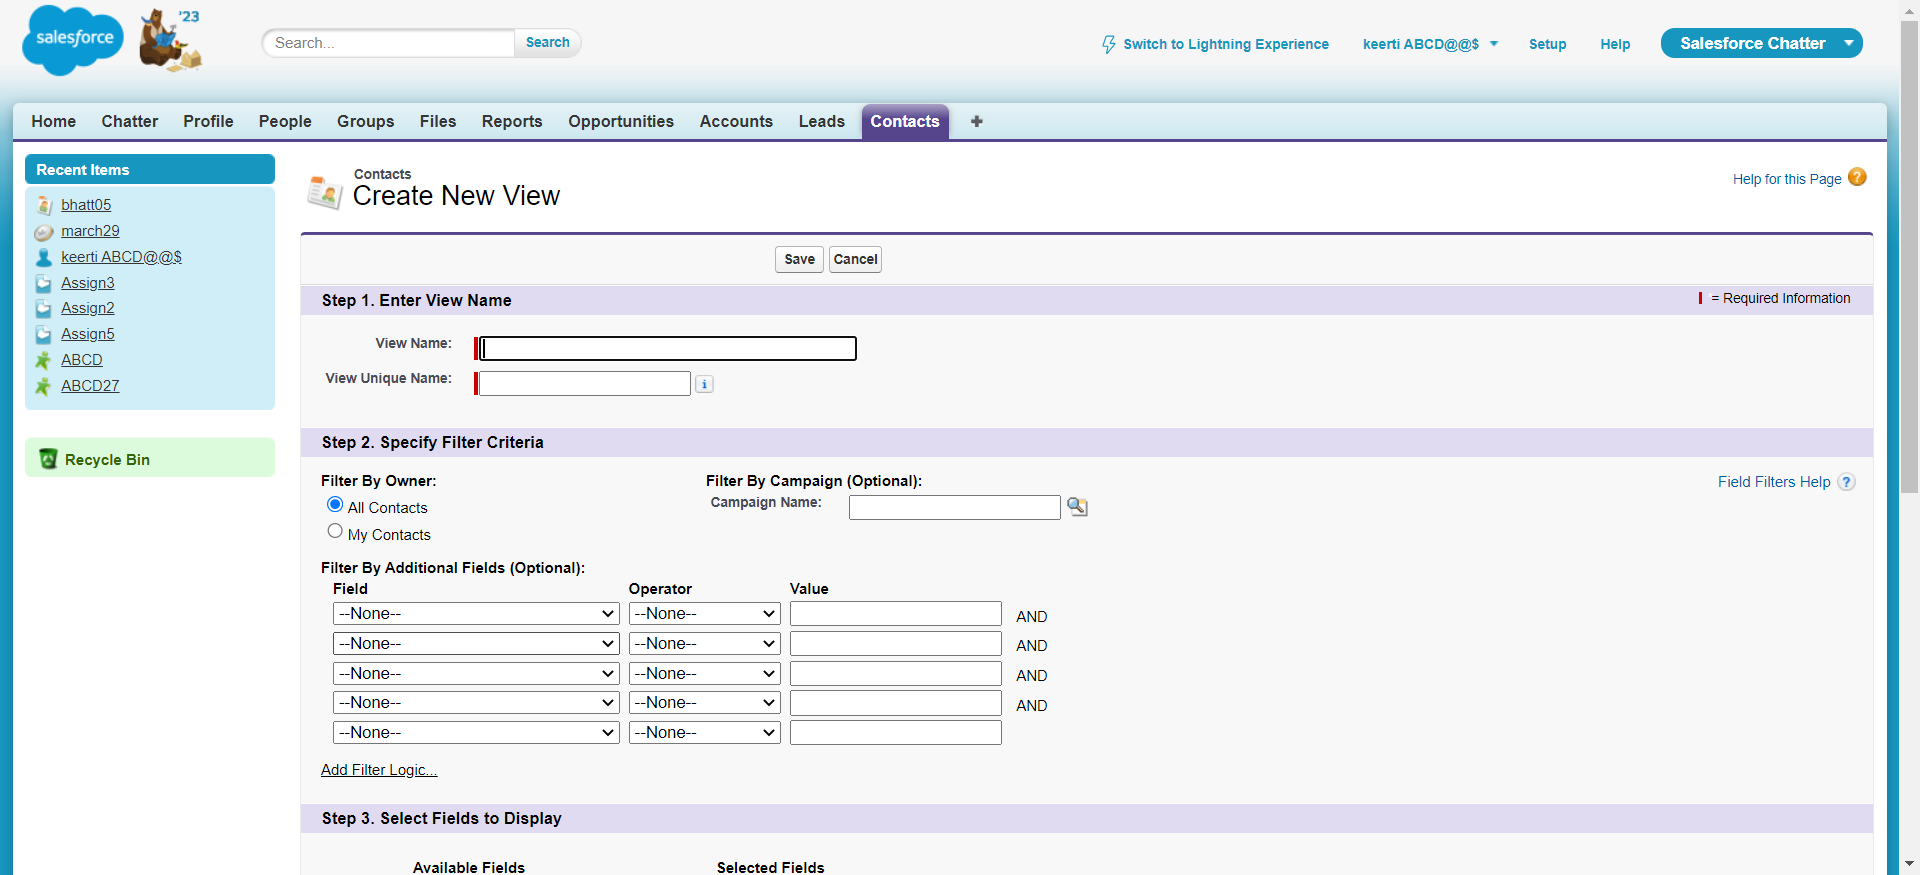 salesforce
'23
Search...
Search
Switch to Lightning Experience
keerti ABCD@@$
Setup
Help
Salesforce Chatter
Home
Chatter
Profile
People
Groups
Files
Reports
Opportunities
Accounts
Leads
Contacts
+
Recent Items
bhatt05
march29
keerti ABCD@@$
Assign3
Assign2
Assign5
ABCD
ABCD27
Recycle Bin
Contacts
Create New View
Help for this Page
?
Save
Cancel
Step 1. Enter View Name
= Required Information
View Name:
View Unique Name:
i
Step 2. Specify Filter Criteria
Filter By Owner:
All Contacts
My Contacts
Filter By Campaign (Optional):
Campaign Name:
Field Filters Help
?
Filter By Additional Fields (Optional):
Field Operator Value
--None-- --None-- AND
--None-- --None-- AND
--None-- --None-- AND
--None-- --None-- AND
--None-- --None--
Add Filter Logic...
Step 3. Select Fields to Display
Available Fields
Selected Fields